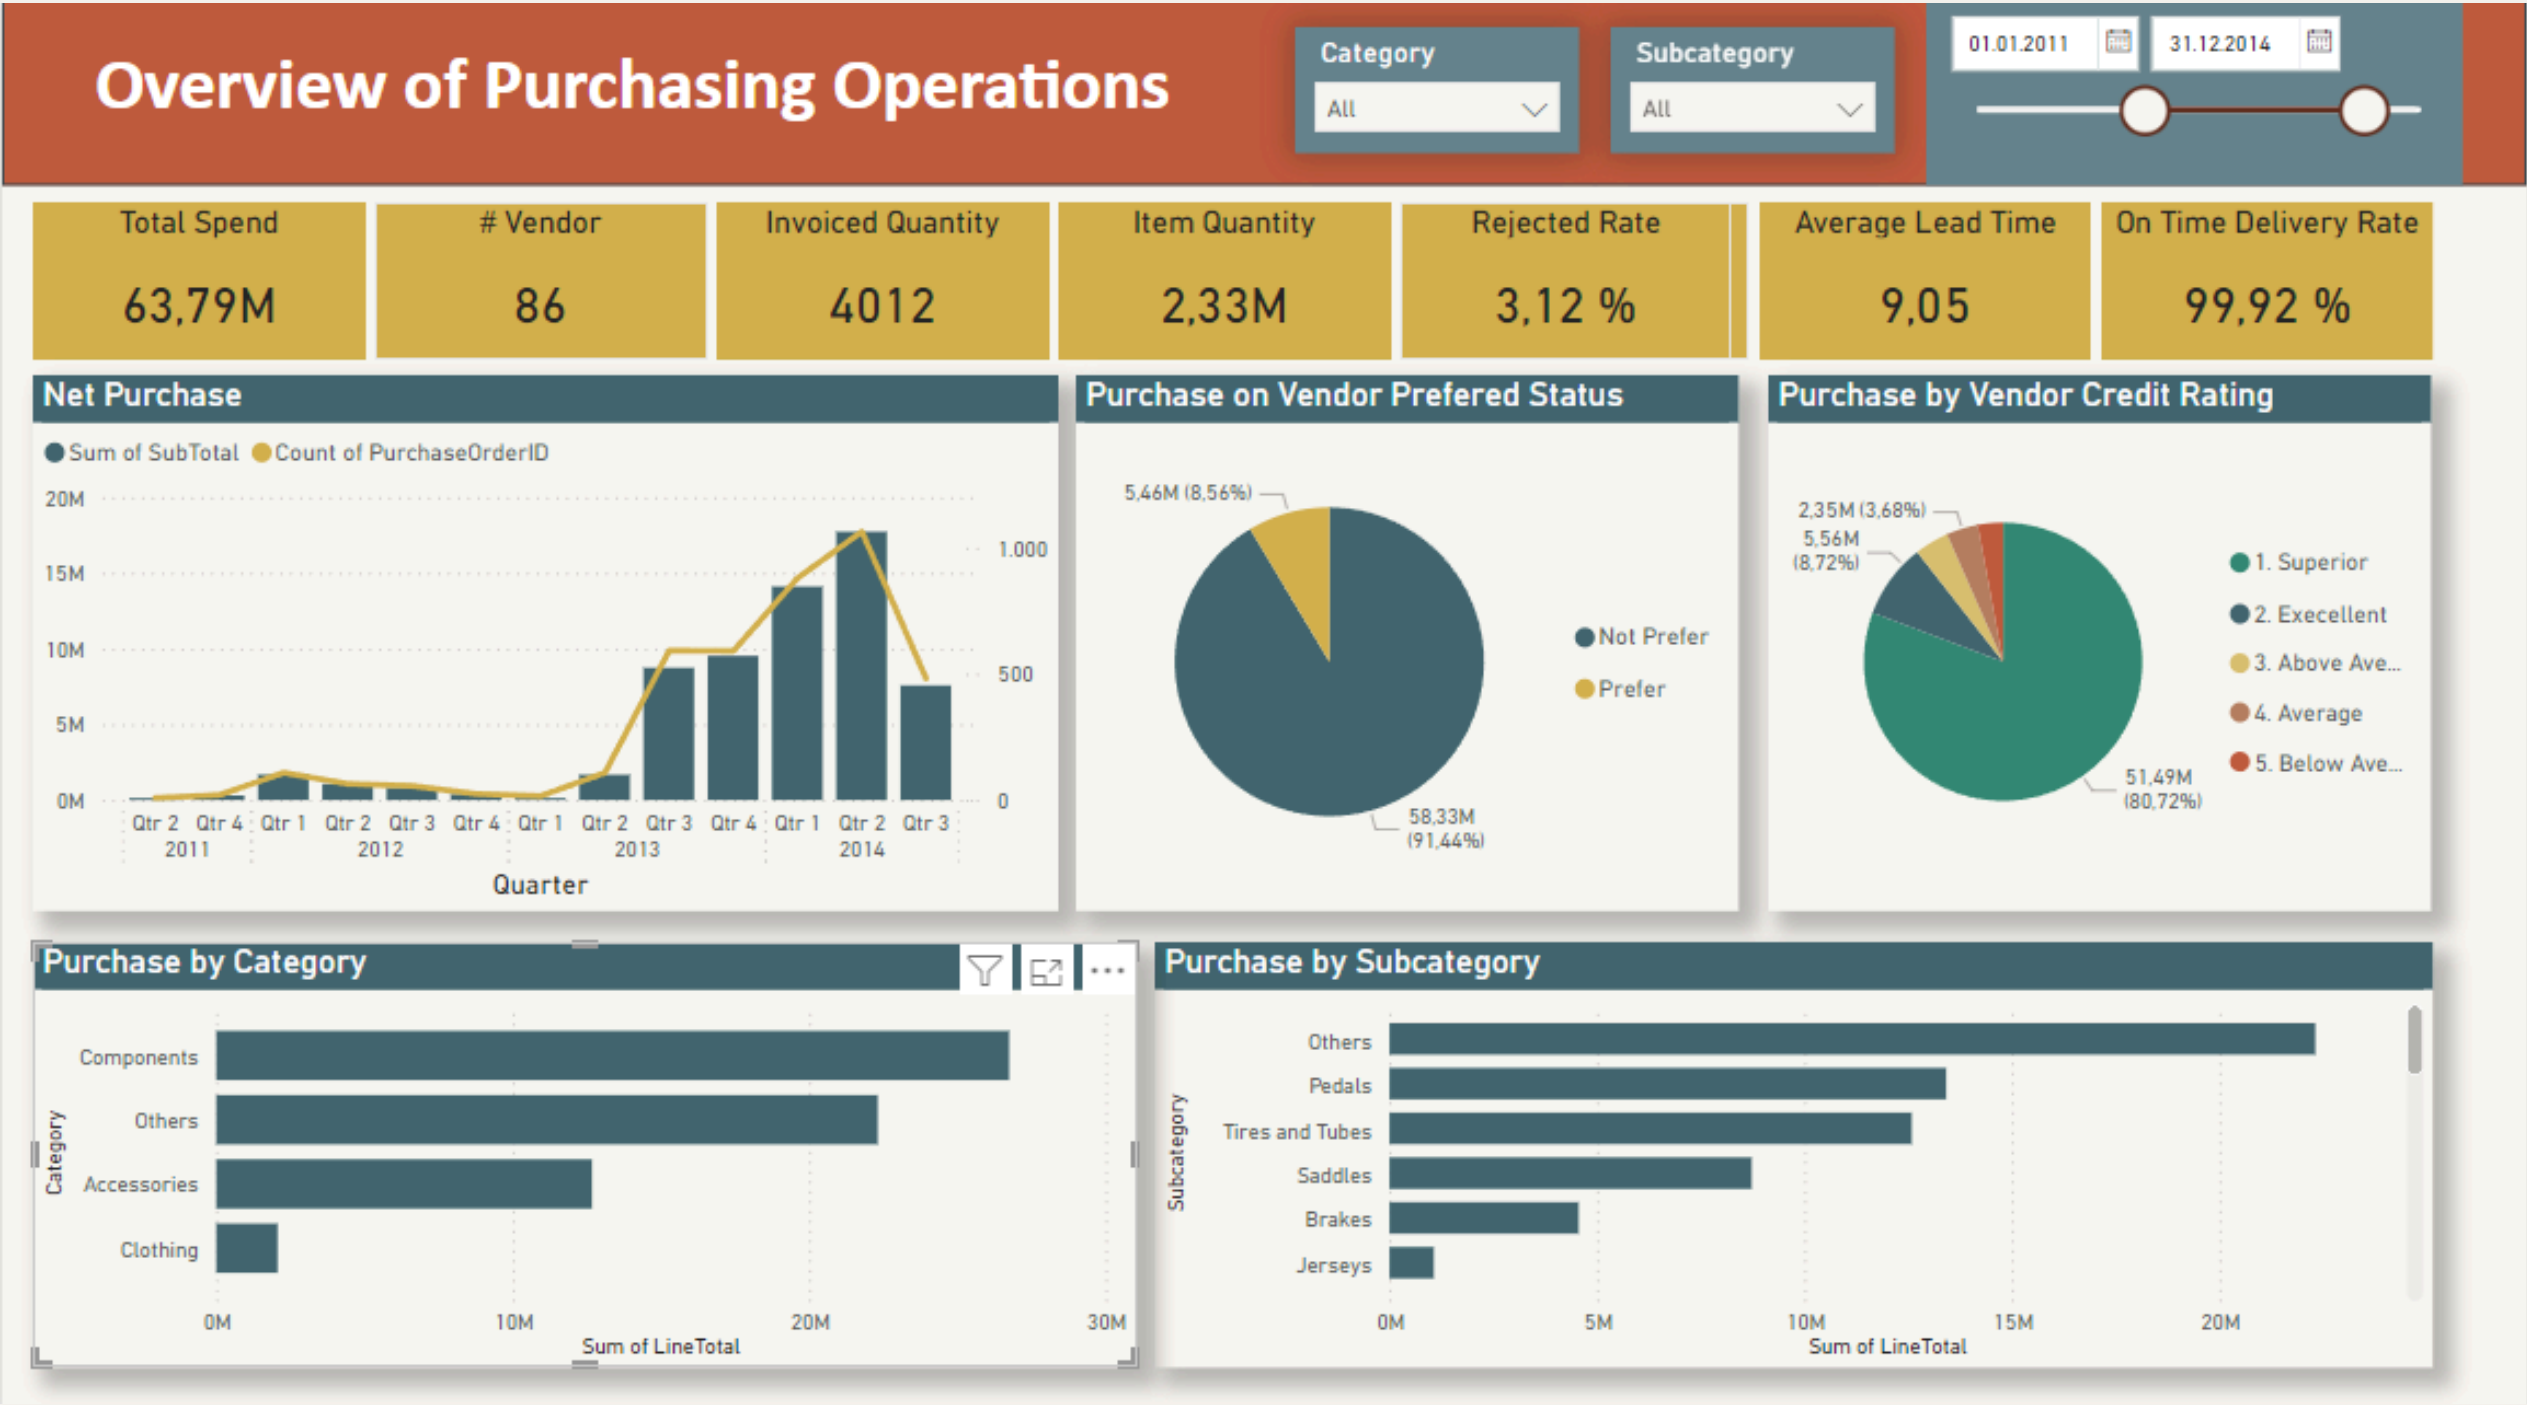 Overview of Purchasing Operations
Category
All
Subcategory
All
01.01.2011
31.12.2014
Total Spend
63,79M
# Vendor
86
Invoiced Quantity
4012
Item Quantity
2,33M
Rejected Rate
3,12 %
Average Lead Time
9,05
On Time Delivery Rate
99,92 %
Net Purchase
Sum of SubTotal Count of PurchaseOrderID
20M
15M
10M
5M
0M
1.000
500
0
Qtr 2 Qtr 4 Qtr 1 Qtr 2 Qtr 3 Qtr 4 Qtr 1 Qtr 2 Qtr 3 Qtr 4 Qtr 1 Qtr 2 Qtr 3
2011 2012 2013 2014
Quarter
Purchase on Vendor Prefered Status
5,46M (8,56%)
58,33M
(91,44%)
Not Prefer
Prefer
Purchase by Vendor Credit Rating
2,35M (3,68%)
5,56M
(8,72%)
51,49M
(80,72%)
1. Superior
2. Execellent
3. Above Ave...
4. Average
5. Below Ave...
Purchase by Category
Category
Components
Others
Accessories
Clothing
0M 10M 20M 30M
Sum of LineTotal
Purchase by Subcategory
Subcategory
Others
Pedals
Tires and Tubes
Saddles
Brakes
Jerseys
0M 5M 10M 15M 20M
Sum of LineTotal